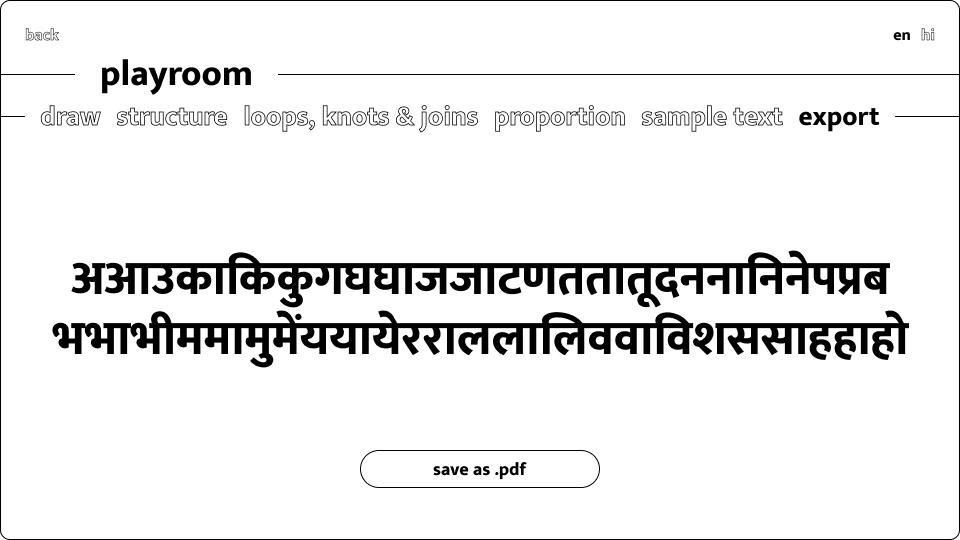 back en hi
playroom
draw structure loops, knots & joins proportion sample text export
अआउकाकिकुगघघाजजाटणततातूदननानिनेपप्रब
भभाभीममामुमेंययायेररालललालिववाविशससाहहाहो
save as .pdf